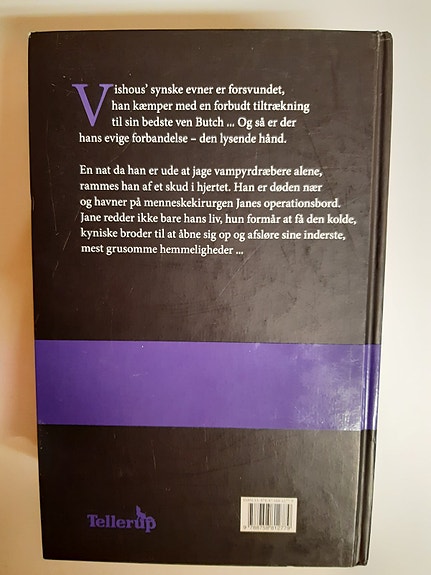 Vishous' synske evner er forsvundet,
han kæmper med en forbudt tiltrækning
til sin bedste ven Butch ... Og så er der
hans evige forbandelse – den lysende hånd.
En nat da han er ude at jage vampyrdræbere alene,
rammes han af et skud i hjertet. Han er døden nær
og havner på menneskekirurgen Janes operationsbord.
Jane redder ikke bare hans liv, hun formår at få den kolde,
kyniske broder til at åbne sig op og afsløre sine inderste,
mest grusomme hemmeligheder ...
Tellerup